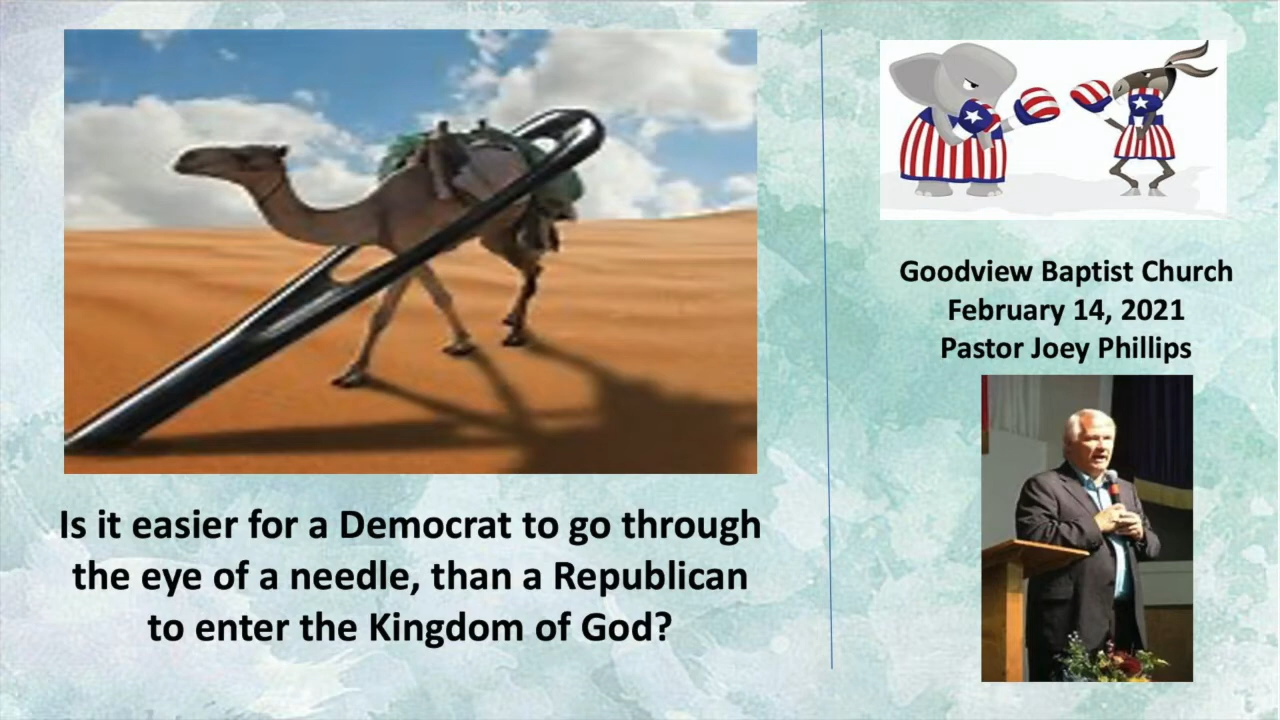 Is it easier for a Democrat to go through
the eye of a needle, than a Republican
to enter the Kingdom of God?
Goodview Baptist Church
February 14, 2021
Pastor Joey Phillips